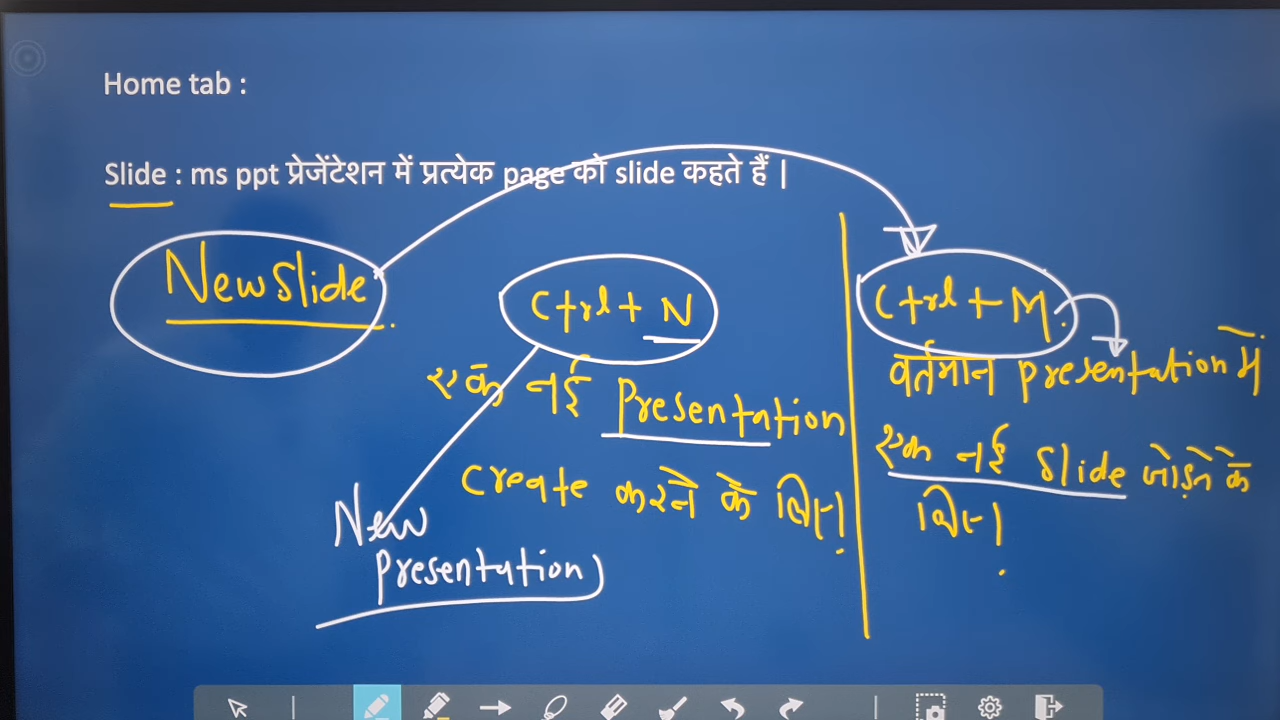 Home tab :
Slide : ms ppt प्रेजेंटेशन में प्रत्येक page को slide कहते हैं |
New Slide
Ctrl + N
एक नई Presentation
Create करने के लिए!
New
Presentation
Ctrl + M.
वर्तमान presentation में
एक नई Slide जोड़ने के
लिए।